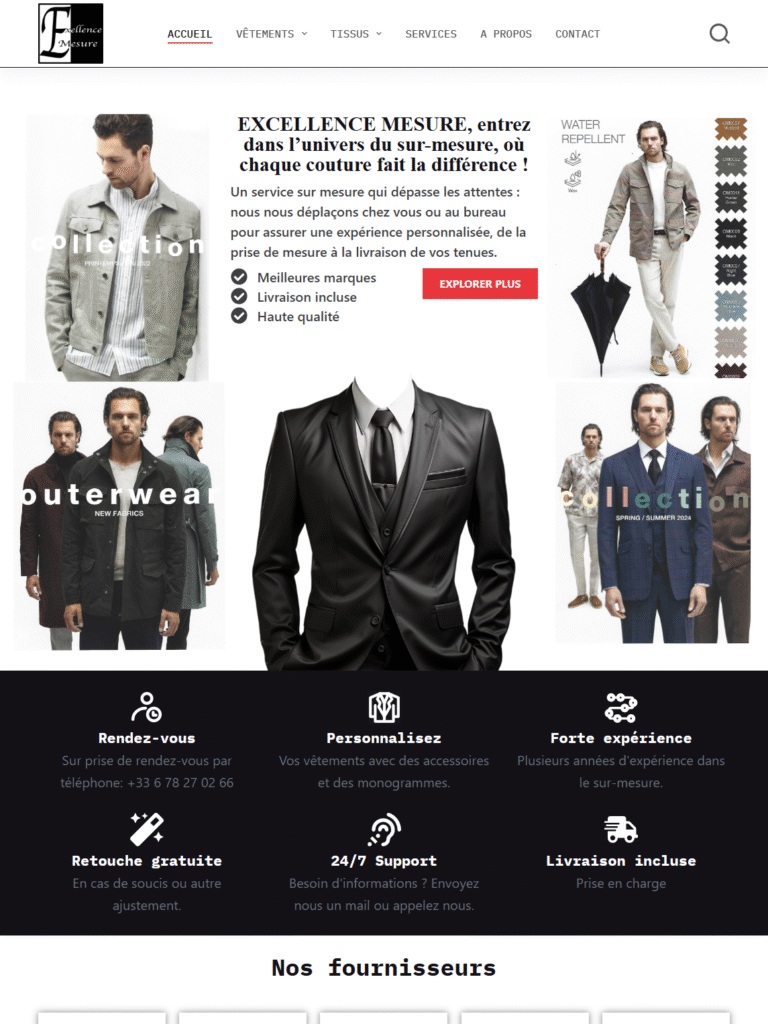 Exellence
Mesure
ACCUEIL
VÊTEMENTS
TISSUS
SERVICES
A PROPOS
CONTACT
collection
EXCELLENCE MESURE, entrez
dans l’univers du sur-mesure, où
chaque couture fait la différence !
Un service sur mesure qui dépasse les attentes :
nous nous déplaçons chez vous ou au bureau
pour assurer une expérience personnalisée, de la
prise de mesure à la livraison de vos tenues.
Meilleures marques
Livraison incluse
Haute qualité
EXPLORER PLUS
WATER
REPELLENT
outerwear
NEW FABRICS
collection
SPRING / SUMMER 2024
Rendez-vous
Sur prise de rendez-vous par
téléphone: +33 6 78 27 02 66
Personnalisez
Vos vêtements avec des accessoires
et des monogrammes.
Forte expérience
Plusieurs années d'expérience dans
le sur-mesure.
Retouche gratuite
En cas de soucis ou autre
ajustement.
24/7 Support
Besoin d'informations ? Envoyez
nous un mail ou appelez nous.
Livraison incluse
Prise en charge
Nos fournisseurs